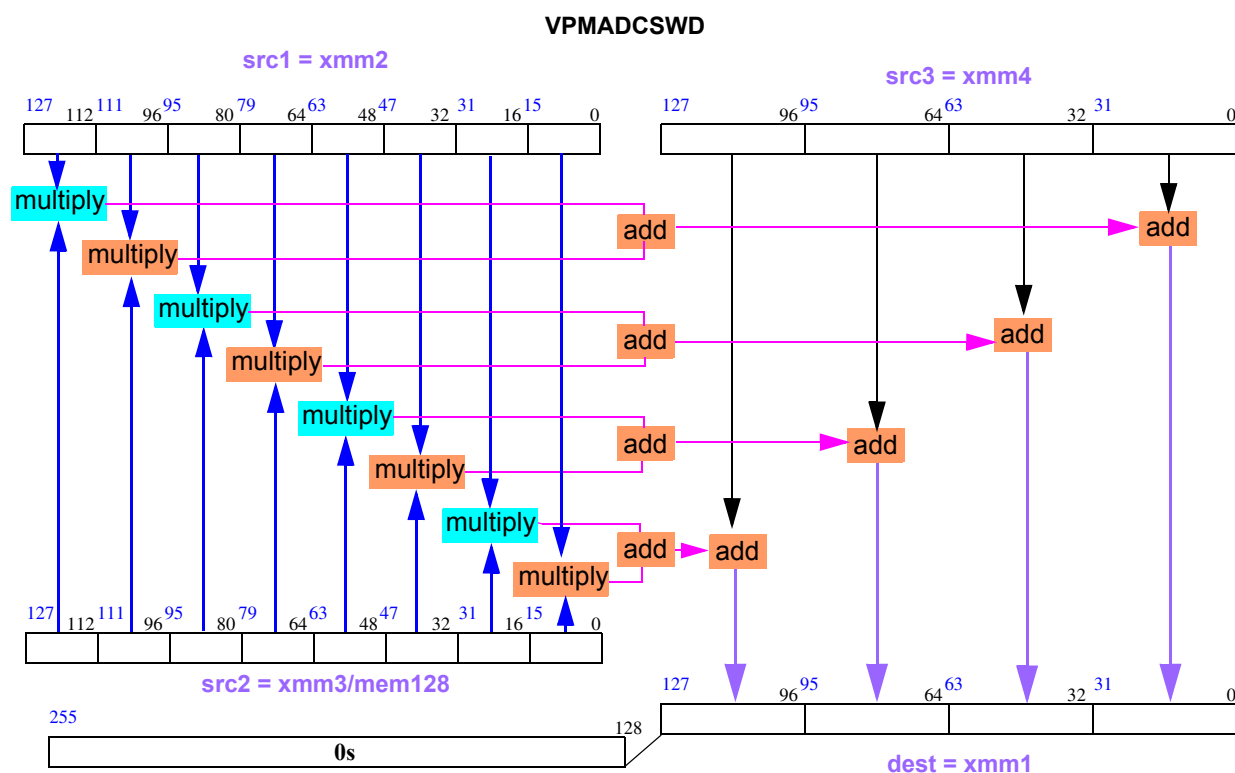 VPMADCSWD
src1 = xmm2
src3 = xmm4
127 111 95 79 63 47 31 15
112 96 80 64 48 32 16 0
127 95 63 31
96 64 32 0
multiply
add
add
multiply
multiply
add
add
multiply
multiply
add
add
multiply
multiply
add
add
multiply
127 111 95 79 63 47 31 15
112 96 80 64 48 32 16 0
src2 = xmm3/mem128
127 95 63 31
96 64 32 0
255
128
0s
dest = xmm1